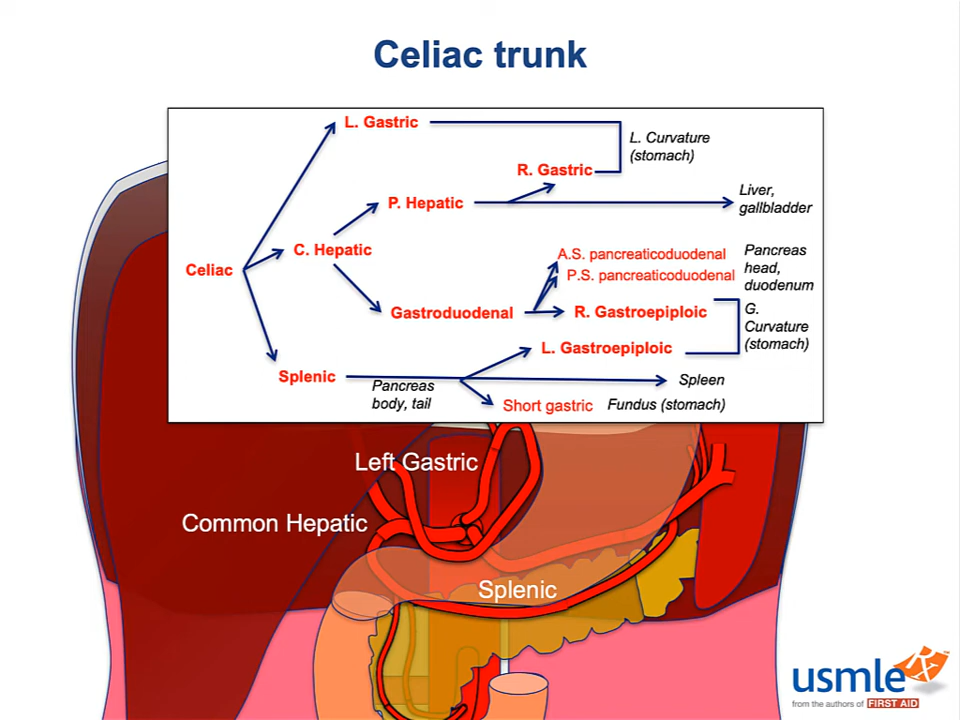 Celiac trunk
L. Gastric
L. Curvature
(stomach)
R. Gastric
P. Hepatic
Liver,
gallbladder
C. Hepatic
Celiac
A.S. pancreaticoduodenal
P.S. pancreaticoduodenal
Pancreas
head,
duodenum
Gastroduodenal
R. Gastroepiploic
G.
Curvature
(stomach)
L. Gastroepiploic
Splenic
Pancreas
body, tail
Spleen
Short gastric
Fundus (stomach)
Left Gastric
Common Hepatic
Splenic
usmle Rx
from the authors of FIRST AID